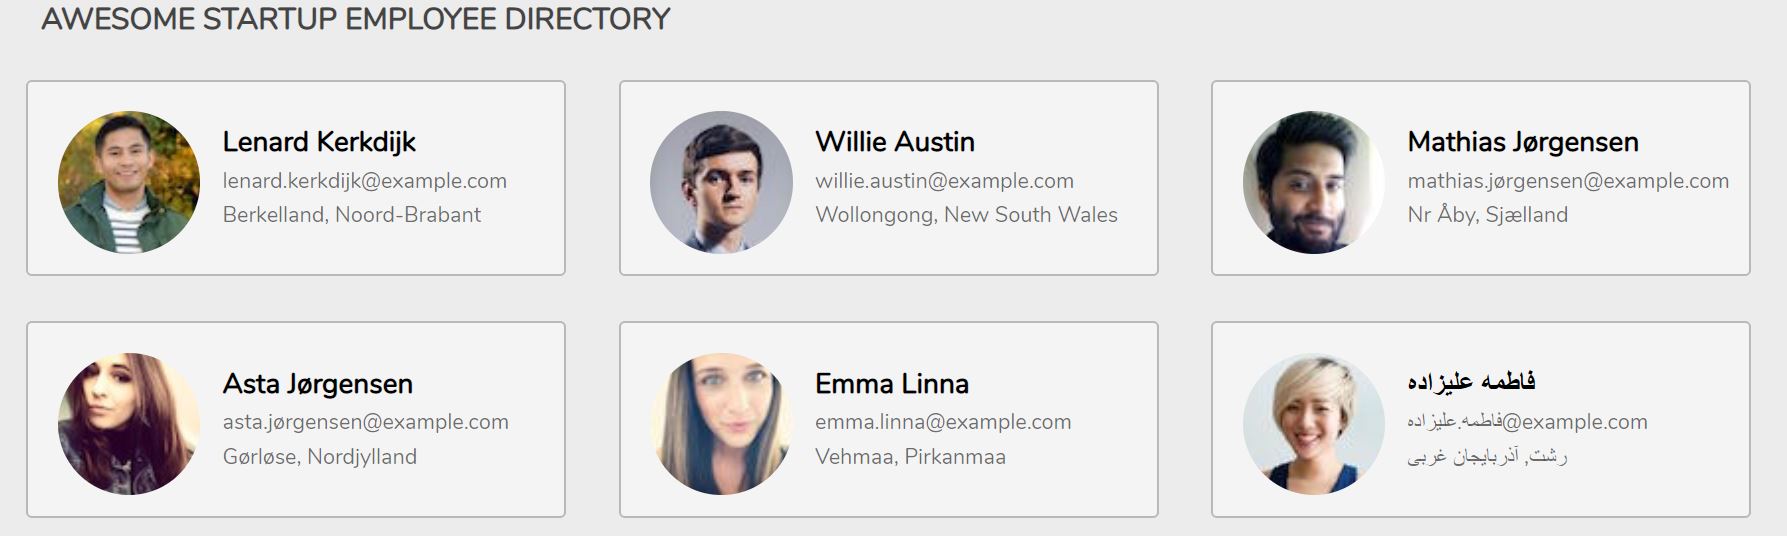 AWESOME STARTUP EMPLOYEE DIRECTORY
Lenard Kerkdijk
lenard.kerkdijk@example.com
Berkelland, Noord-Brabant
Willie Austin
willie.austin@example.com
Wollongong, New South Wales
Mathias Jørgensen
mathias.jørgensen@example.com
Nr Åby, Sjælland
Asta Jørgensen
asta.jørgensen@example.com
Gørløse, Nordjylland
Emma Linna
emma.linna@example.com
Vehmaa, Pirkanmaa
فاطمه علیزاده
فاطمه.علیزاده@example.com
رشت, آذربایجان غربی